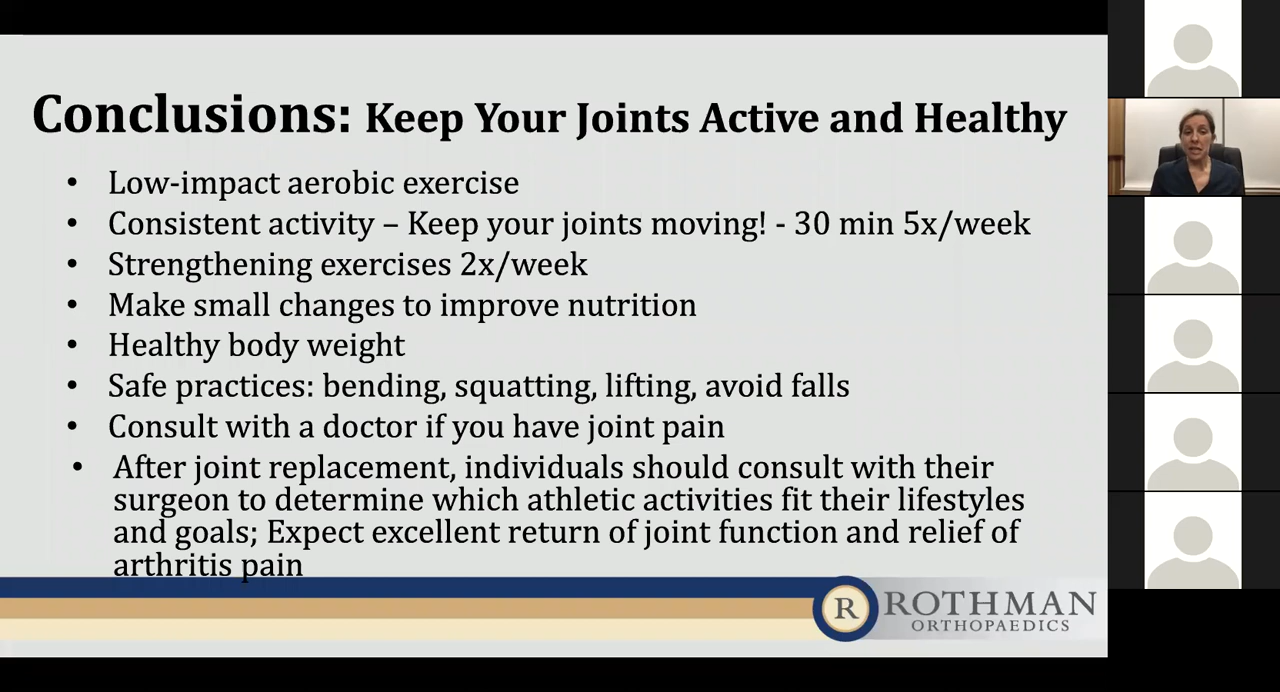 Conclusions: Keep Your Joints Active and Healthy
• Low-impact aerobic exercise
• Consistent activity – Keep your joints moving! - 30 min 5x/week
• Strengthening exercises 2x/week
• Make small changes to improve nutrition
• Healthy body weight
• Safe practices: bending, squatting, lifting, avoid falls
• Consult with a doctor if you have joint pain
• After joint replacement, individuals should consult with their
surgeon to determine which athletic activities fit their lifestyles
and goals; Expect excellent return of joint function and relief of
arthritis pain
R ROTHMAN
ORTHOPAEDICS